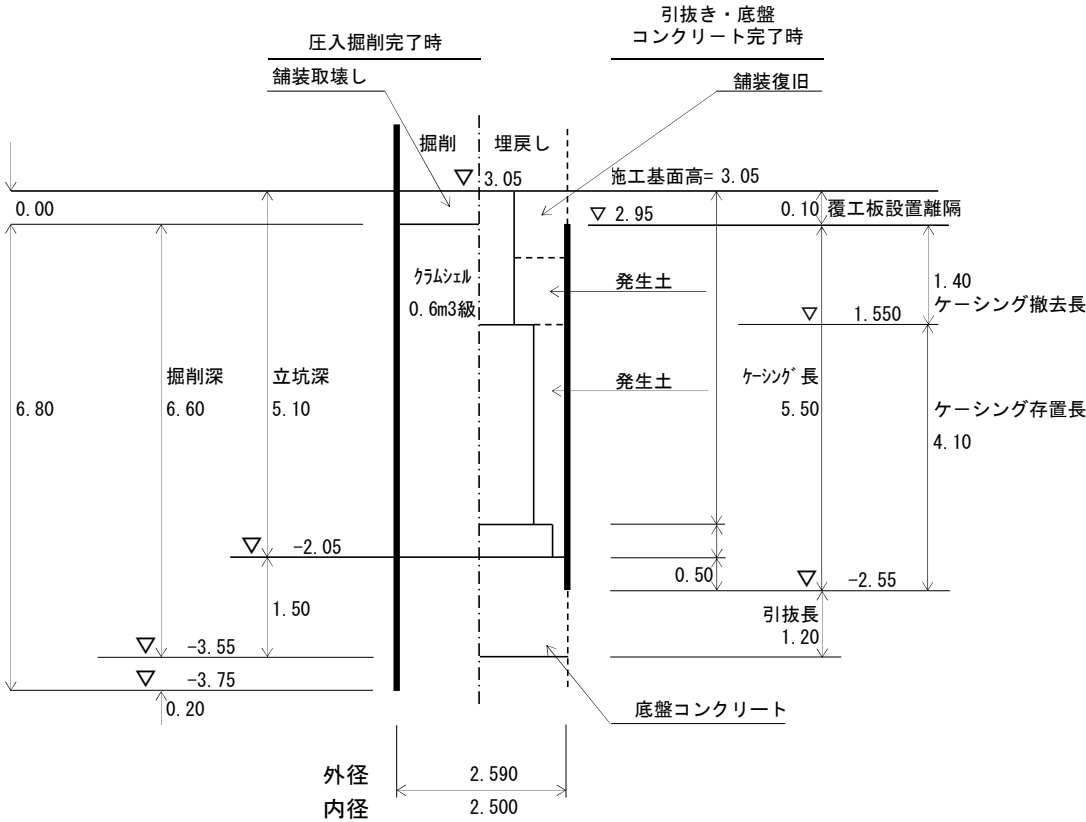 圧入掘削完了時
引抜き・底盤
コンクリート完了時
舗装取壊し
舗装復旧
掘削
埋戻し
▽ 3.05
施工基面高= 3.05
0.00
▽ 2.95
0.10
覆工板設置離隔
クラムシェル
0.6m3級
発生土
1.40
ケーシング撤去長
▽ 1.550
掘削深
6.60
立坑深
5.10
6.80
発生土
ケーシング長
5.50
ケーシング存置長
4.10
▽ -2.05
0.50
▽ -2.55
1.50
引抜長
1.20
▽ -3.55
▽ -3.75
0.20
底盤コンクリート
外径 2.590
内径 2.500